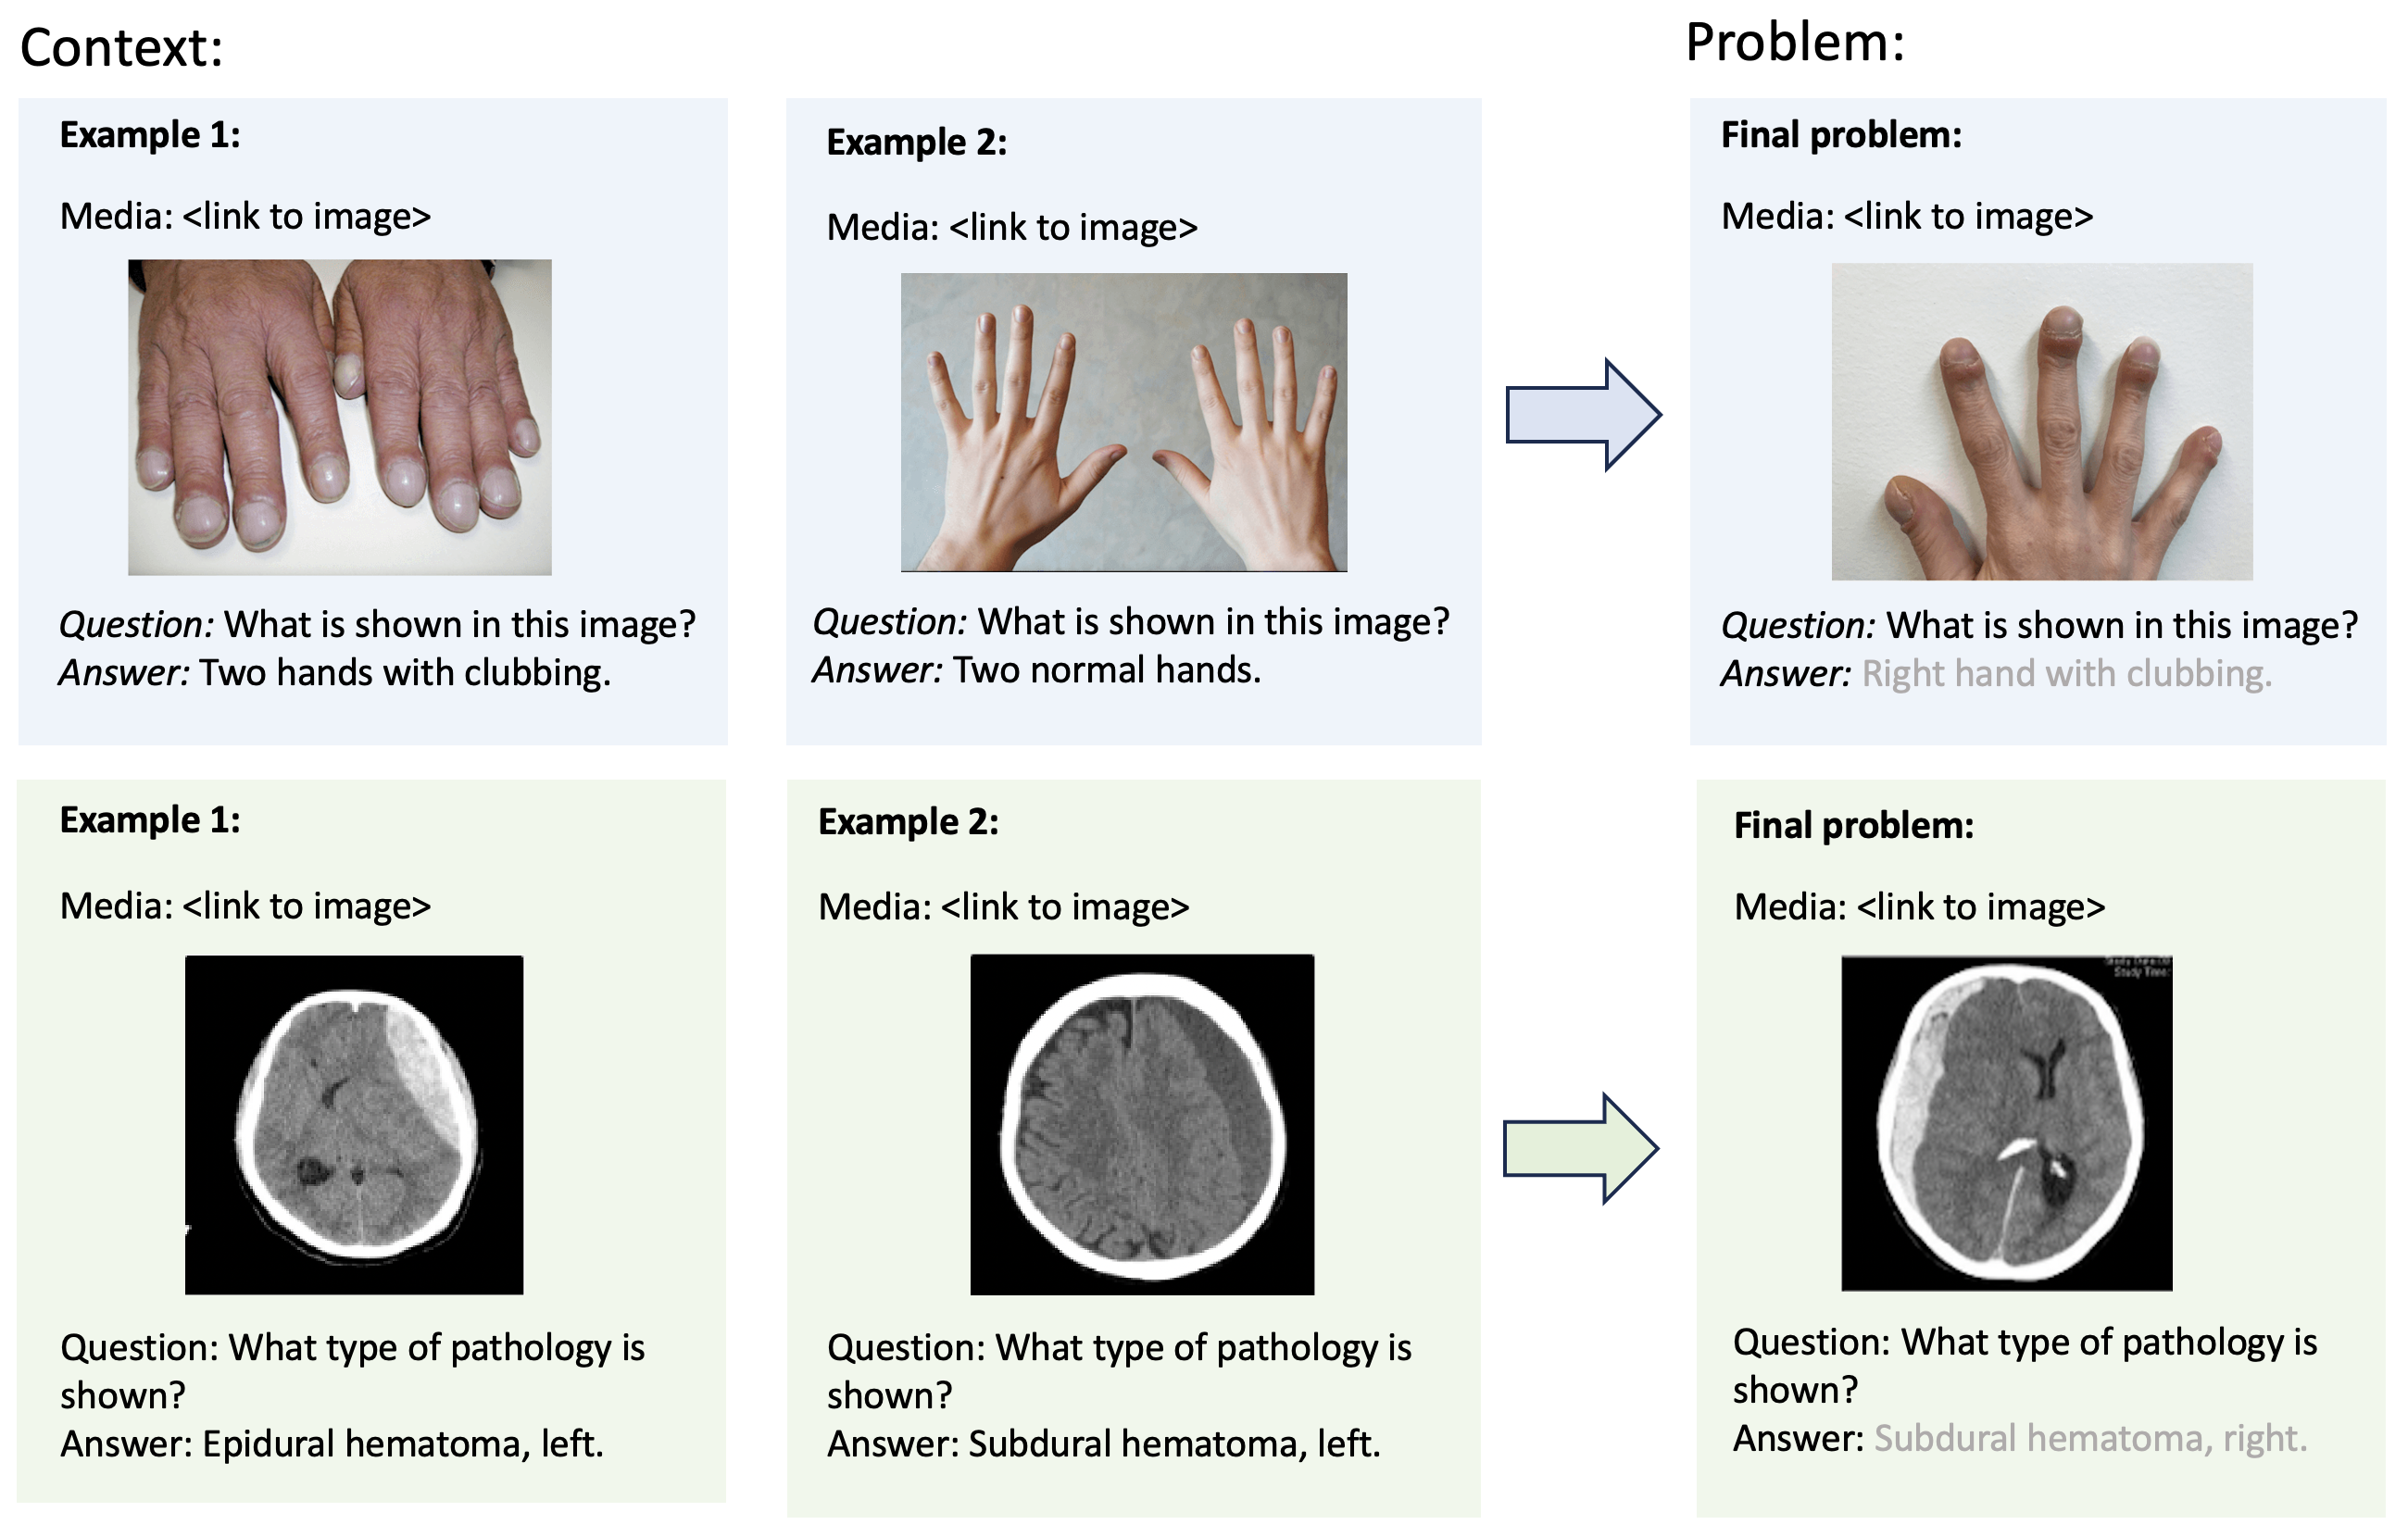 Context:
Problem:
Example 1:
Media: <link to image>
Question: What is shown in this image?
Answer: Two hands with clubbing.
Example 2:
Media: <link to image>
Question: What is shown in this image?
Answer: Two normal hands.
Final problem:
Media: <link to image>
Question: What is shown in this image?
Answer: Right hand with clubbing.
Example 1:
Media: <link to image>
Question: What type of pathology is
shown?
Answer: Epidural hematoma, left.
Example 2:
Media: <link to image>
Question: What type of pathology is
shown?
Answer: Subdural hematoma, left.
Final problem:
Media: <link to image>
Study Time:
Question: What type of pathology is
shown?
Answer: Subdural hematoma, right.